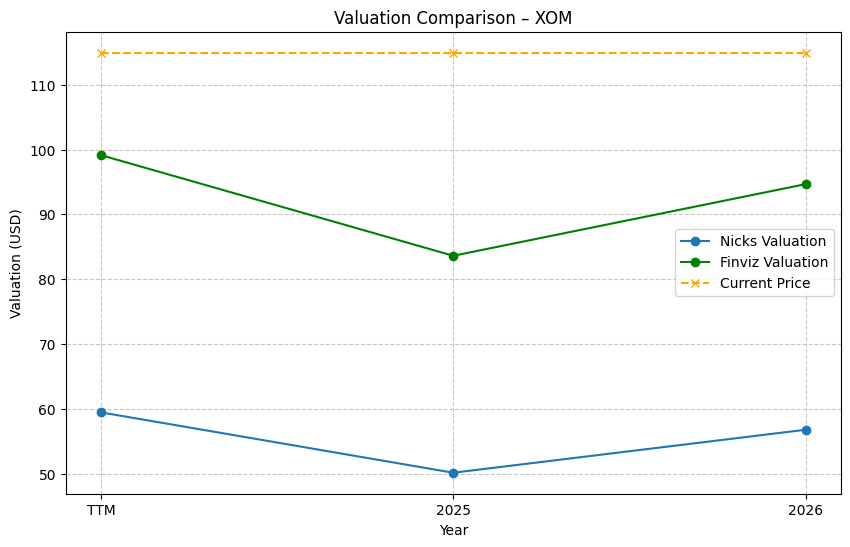 Valuation Comparison – XOM
Valuation (USD)
110
100
90
80
70
60
50
Nicks Valuation
Finviz Valuation
Current Price
TTM
2025
2026
Year